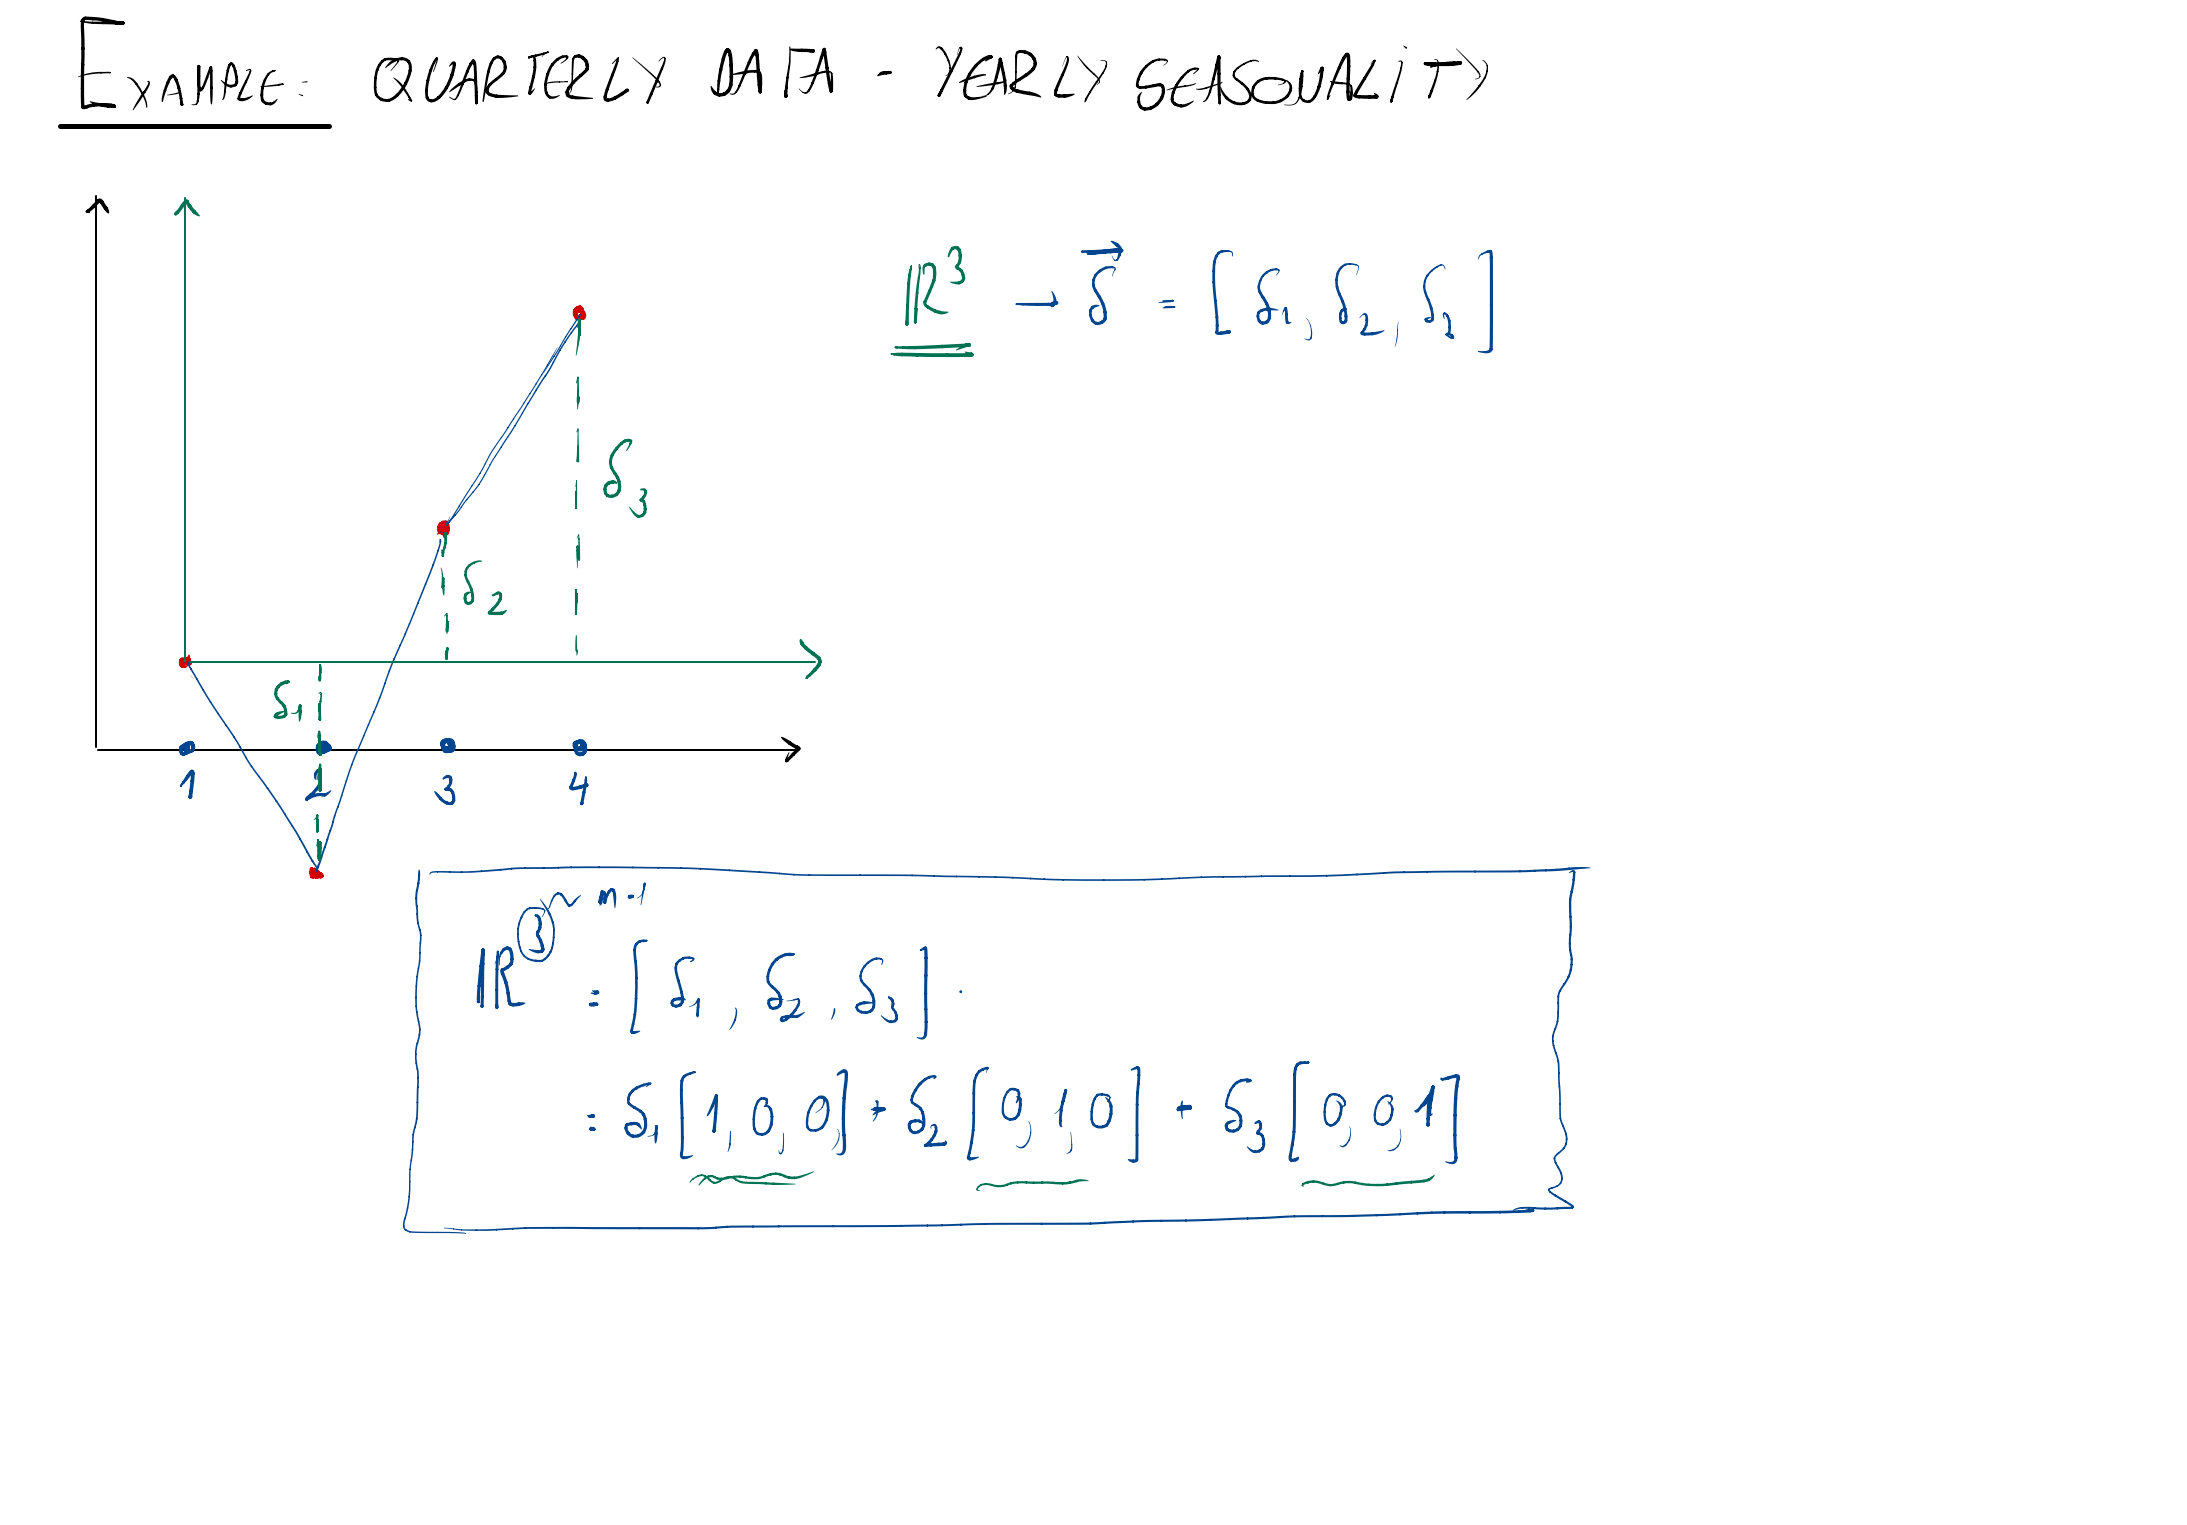 EXAMPLE: QUARTERLY DATA - YEARLY SEASONALITY
ℝ³ → δ⃗ = [δ₁, δ₂, δ₃]
δ₃
δ₂
δ₁
1 2 3 4
ℝ³ ~ m-1
= [δ₁, δ₂, δ₃].
= δ₁[1, 0, 0,] + δ₂[0, 1, 0] + δ₃[0, 0, 1]